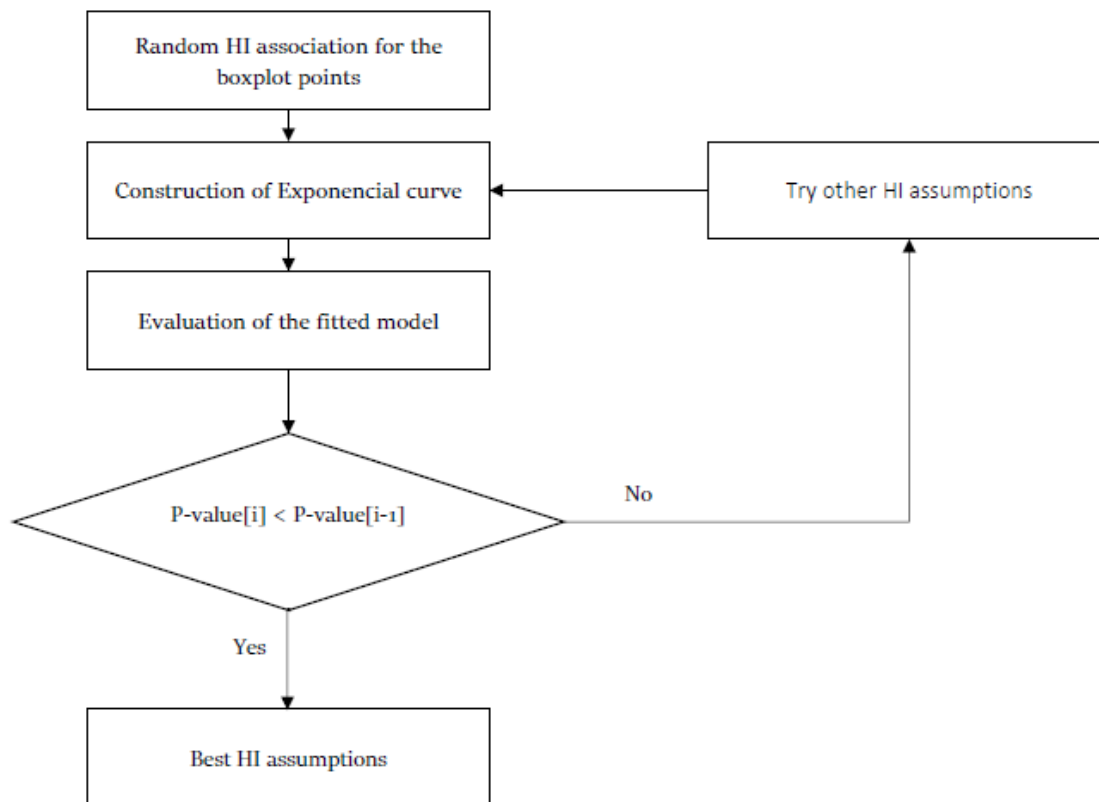 Random HI association for the
boxplot points
Construction of Exponencial curve
Try other HI assumptions
Evaluation of the fitted model
P-value[i] < P-value[i-1]
No
Yes
Best HI assumptions